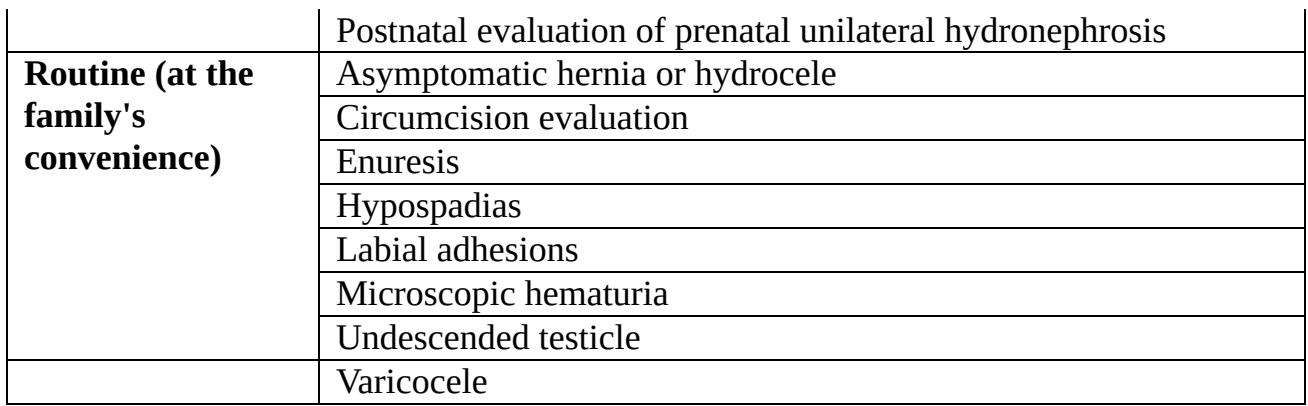 Postnatal evaluation of prenatal unilateral hydronephrosis
Routine (at the
family's
convenience)
Asymptomatic hernia or hydrocele
Circumcision evaluation
Enuresis
Hypospadias
Labial adhesions
Microscopic hematuria
Undescended testicle
Varicocele